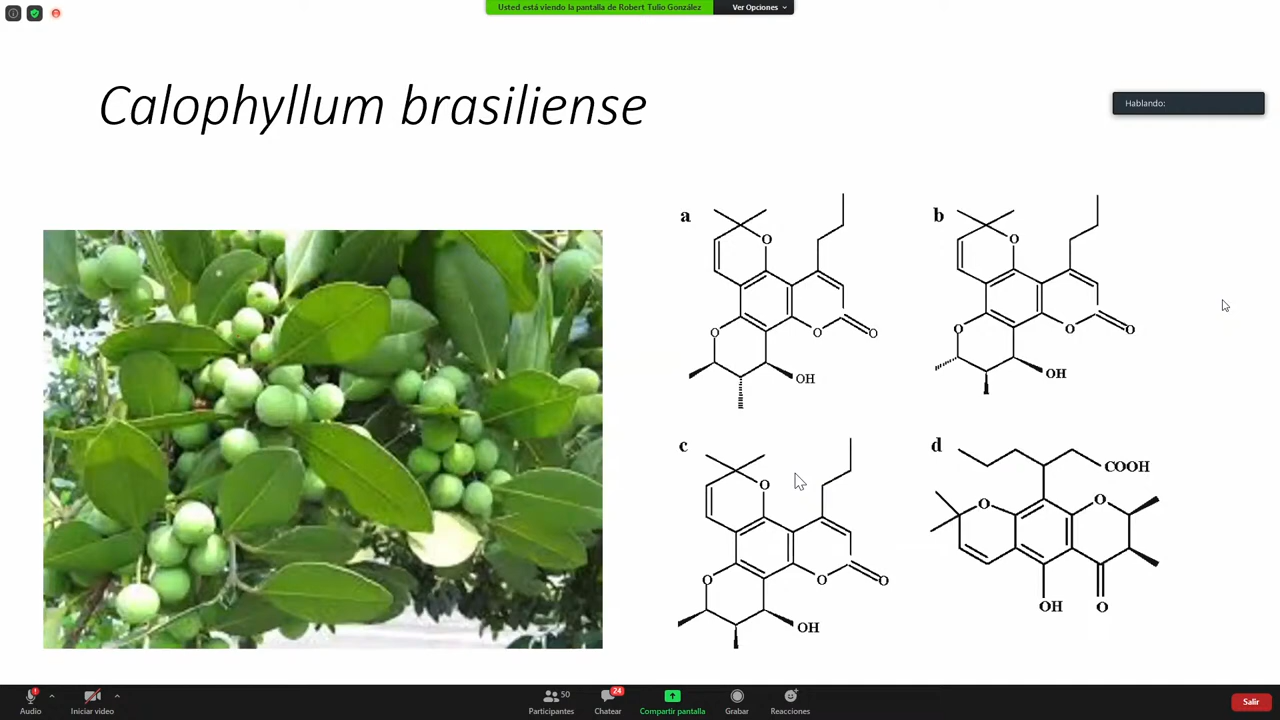 Usted está viendo la pantalla de Robert Tulio González
Ver Opciones
Calophyllum brasiliense
Hablando:
a
O
O
O
O
OH
b
O
O
O
O
OH
c
O
O
O
O
OH
d
COOH
O
O
OH
O
Audio
Iniciar video
50
Participantes
24
Chatear
Compartir pantalla
Grabar
Reacciones
Salir